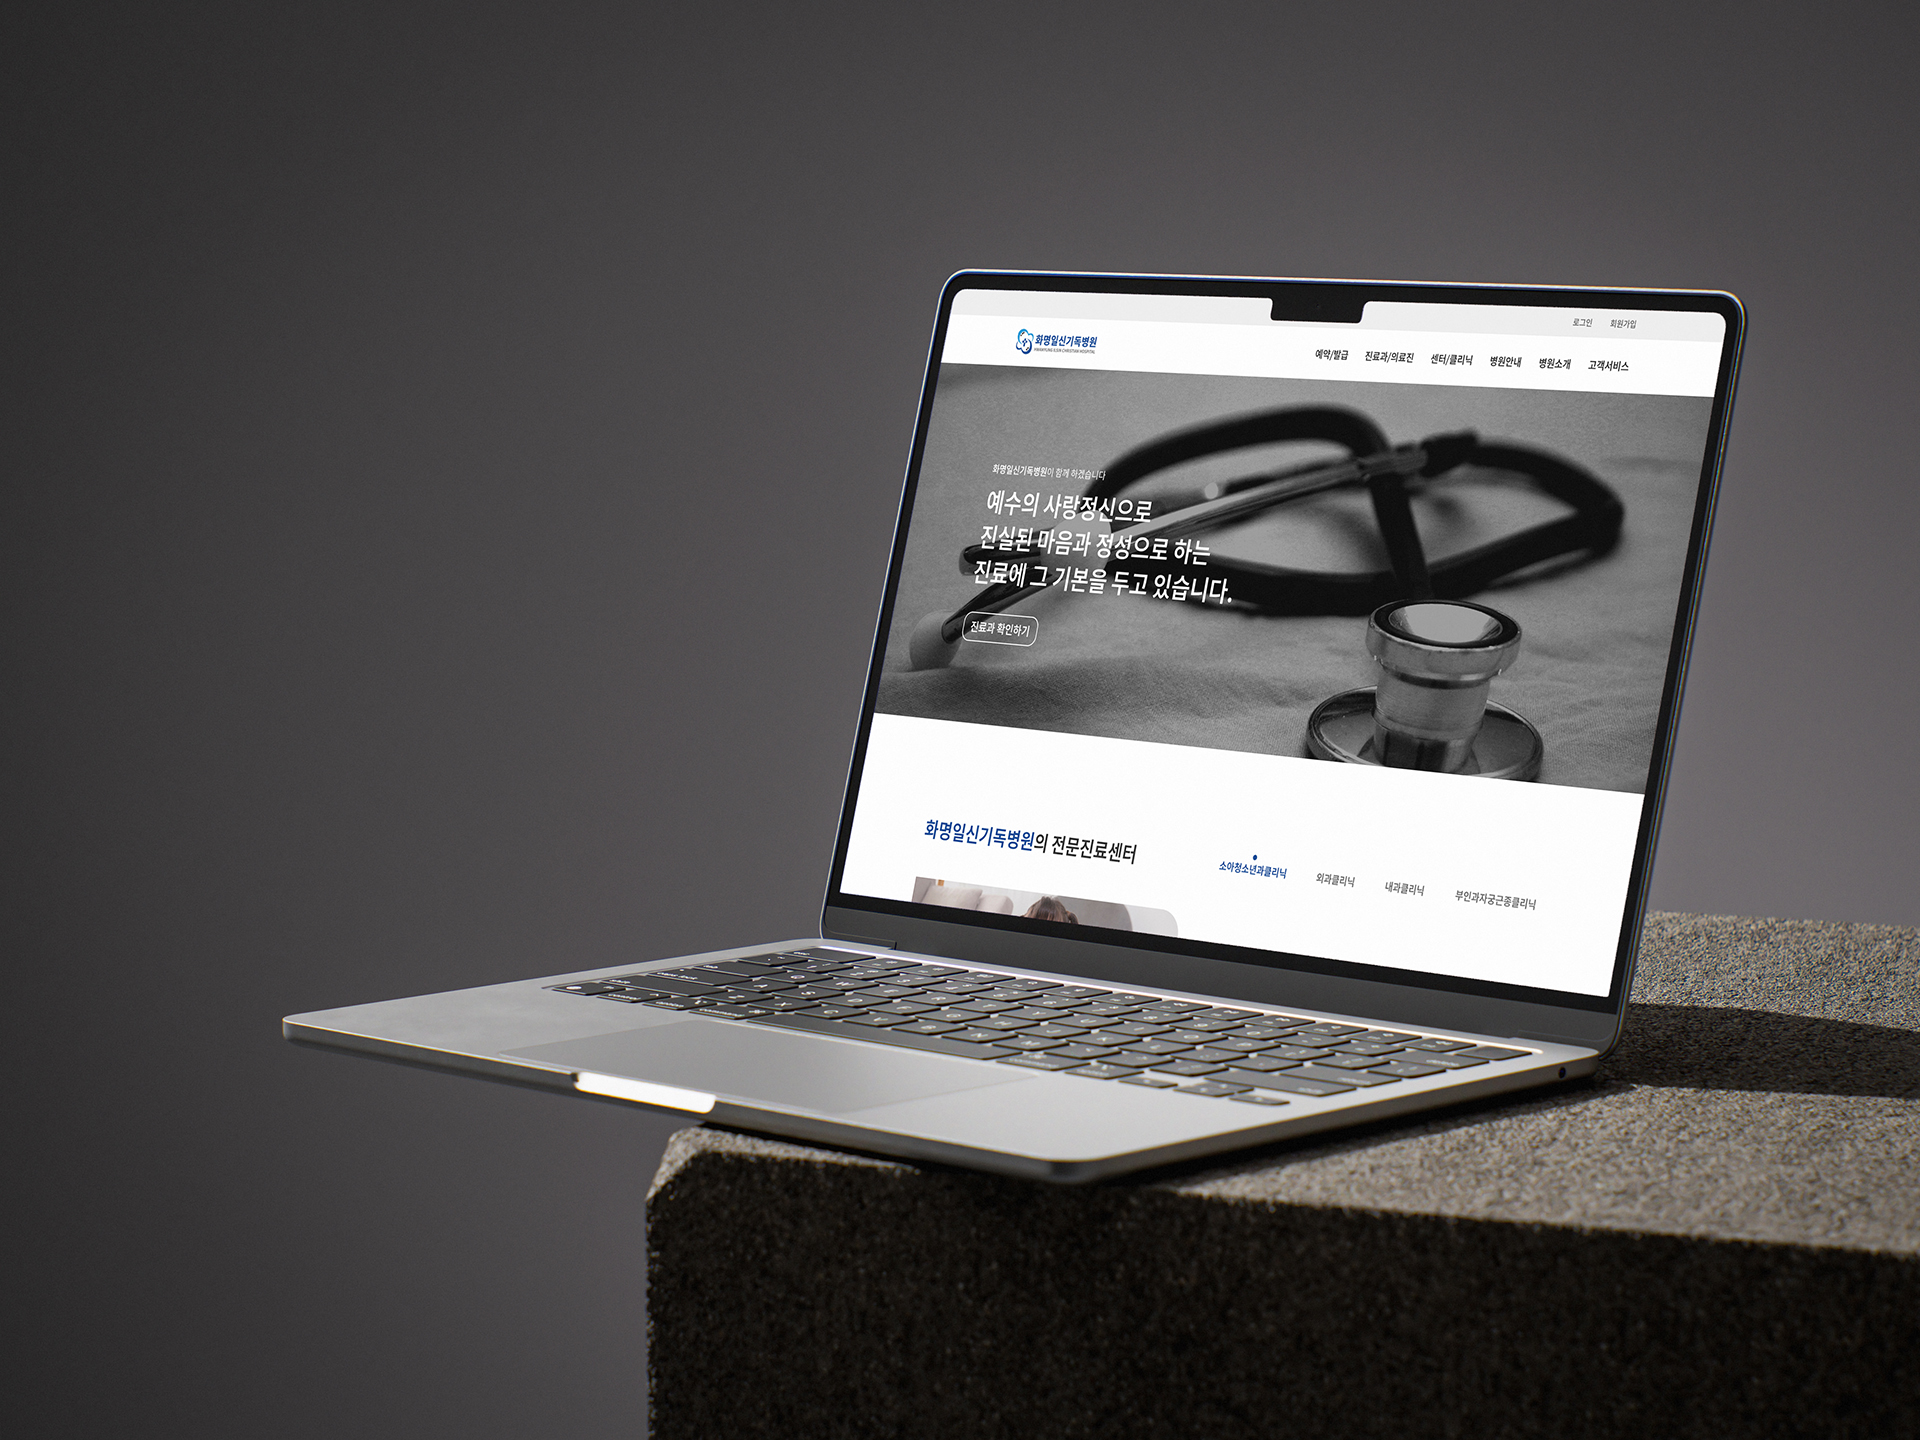 로그인 회원가입
화명일신기독병원
HWAMYUNG ILSIN CHRISTIAN HOSPITAL
예약/발급 진료과/의료진 센터/클리닉 병원안내 병원소개 고객서비스
화명일신기독병원이 함께 하겠습니다
예수의 사랑정신으로
진실된 마음과 정성으로 하는
진료에 그 기본을 두고 있습니다.
진료과 확인하기
화명일신기독병원의 전문진료센터
소아청소년과클리닉 외과클리닉 내과클리닉 부인과자궁근종클리닉